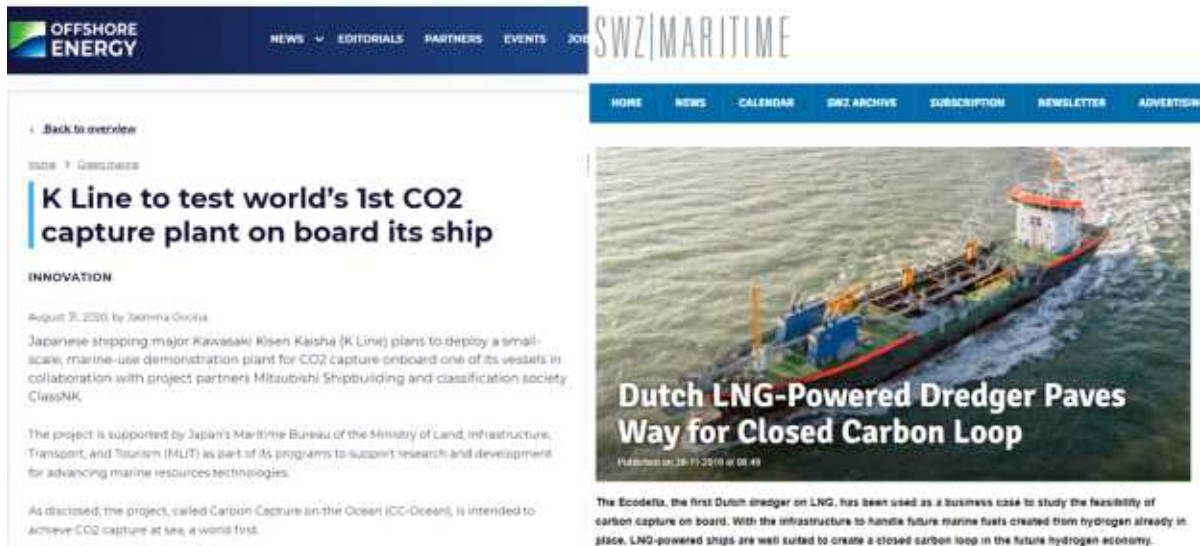 OFFSHORE
ENERGY
NEWS
EDITORIALS
PARTNERS
EVENTS
Back to overview
Home
K Line to test world's 1st CO2
capture plant on board its ship
INNOVATION
August 31, 2020, by Jasmina Ovcina
Japanese shipping major Kawasaki Kisen Kaisha (K Line) plans to deploy a small-
scale, marine-use demonstration plant for CO2 capture onboard one of its vessels in
collaboration with project partners Mitsubishi Shipbuilding and classification society
ClassNK.
The project is supported by Japan's Maritime Bureau of the Ministry of Land, Infrastructure,
Transport, and Tourism (MLIT) as part of its programs to support research and development
for advancing marine resources technologies.
As disclosed, the project, called Carbon Capture on the Ocean (CC-Ocean), is intended to
achieve CO2 capture at sea, a world first.
SWZ|MARITIME
HOME
NEWS
CALENDAR
SWZ ARCHIVE
SUBSCRIPTION
NEWSLETTER
ADVERTISIN
Dutch LNG-Powered Dredger Paves
Way for Closed Carbon Loop
Published on 28-11-2019 at 08:49
The Ecodelta, the first Dutch dredger on LNG, has been used as a business case to study the feasibility of
carbon capture on board. With the infrastructure to handle future marine fuels created from hydrogen already in
place, LNG-powered ships are well suited to create a closed carbon loop in the future hydrogen economy.